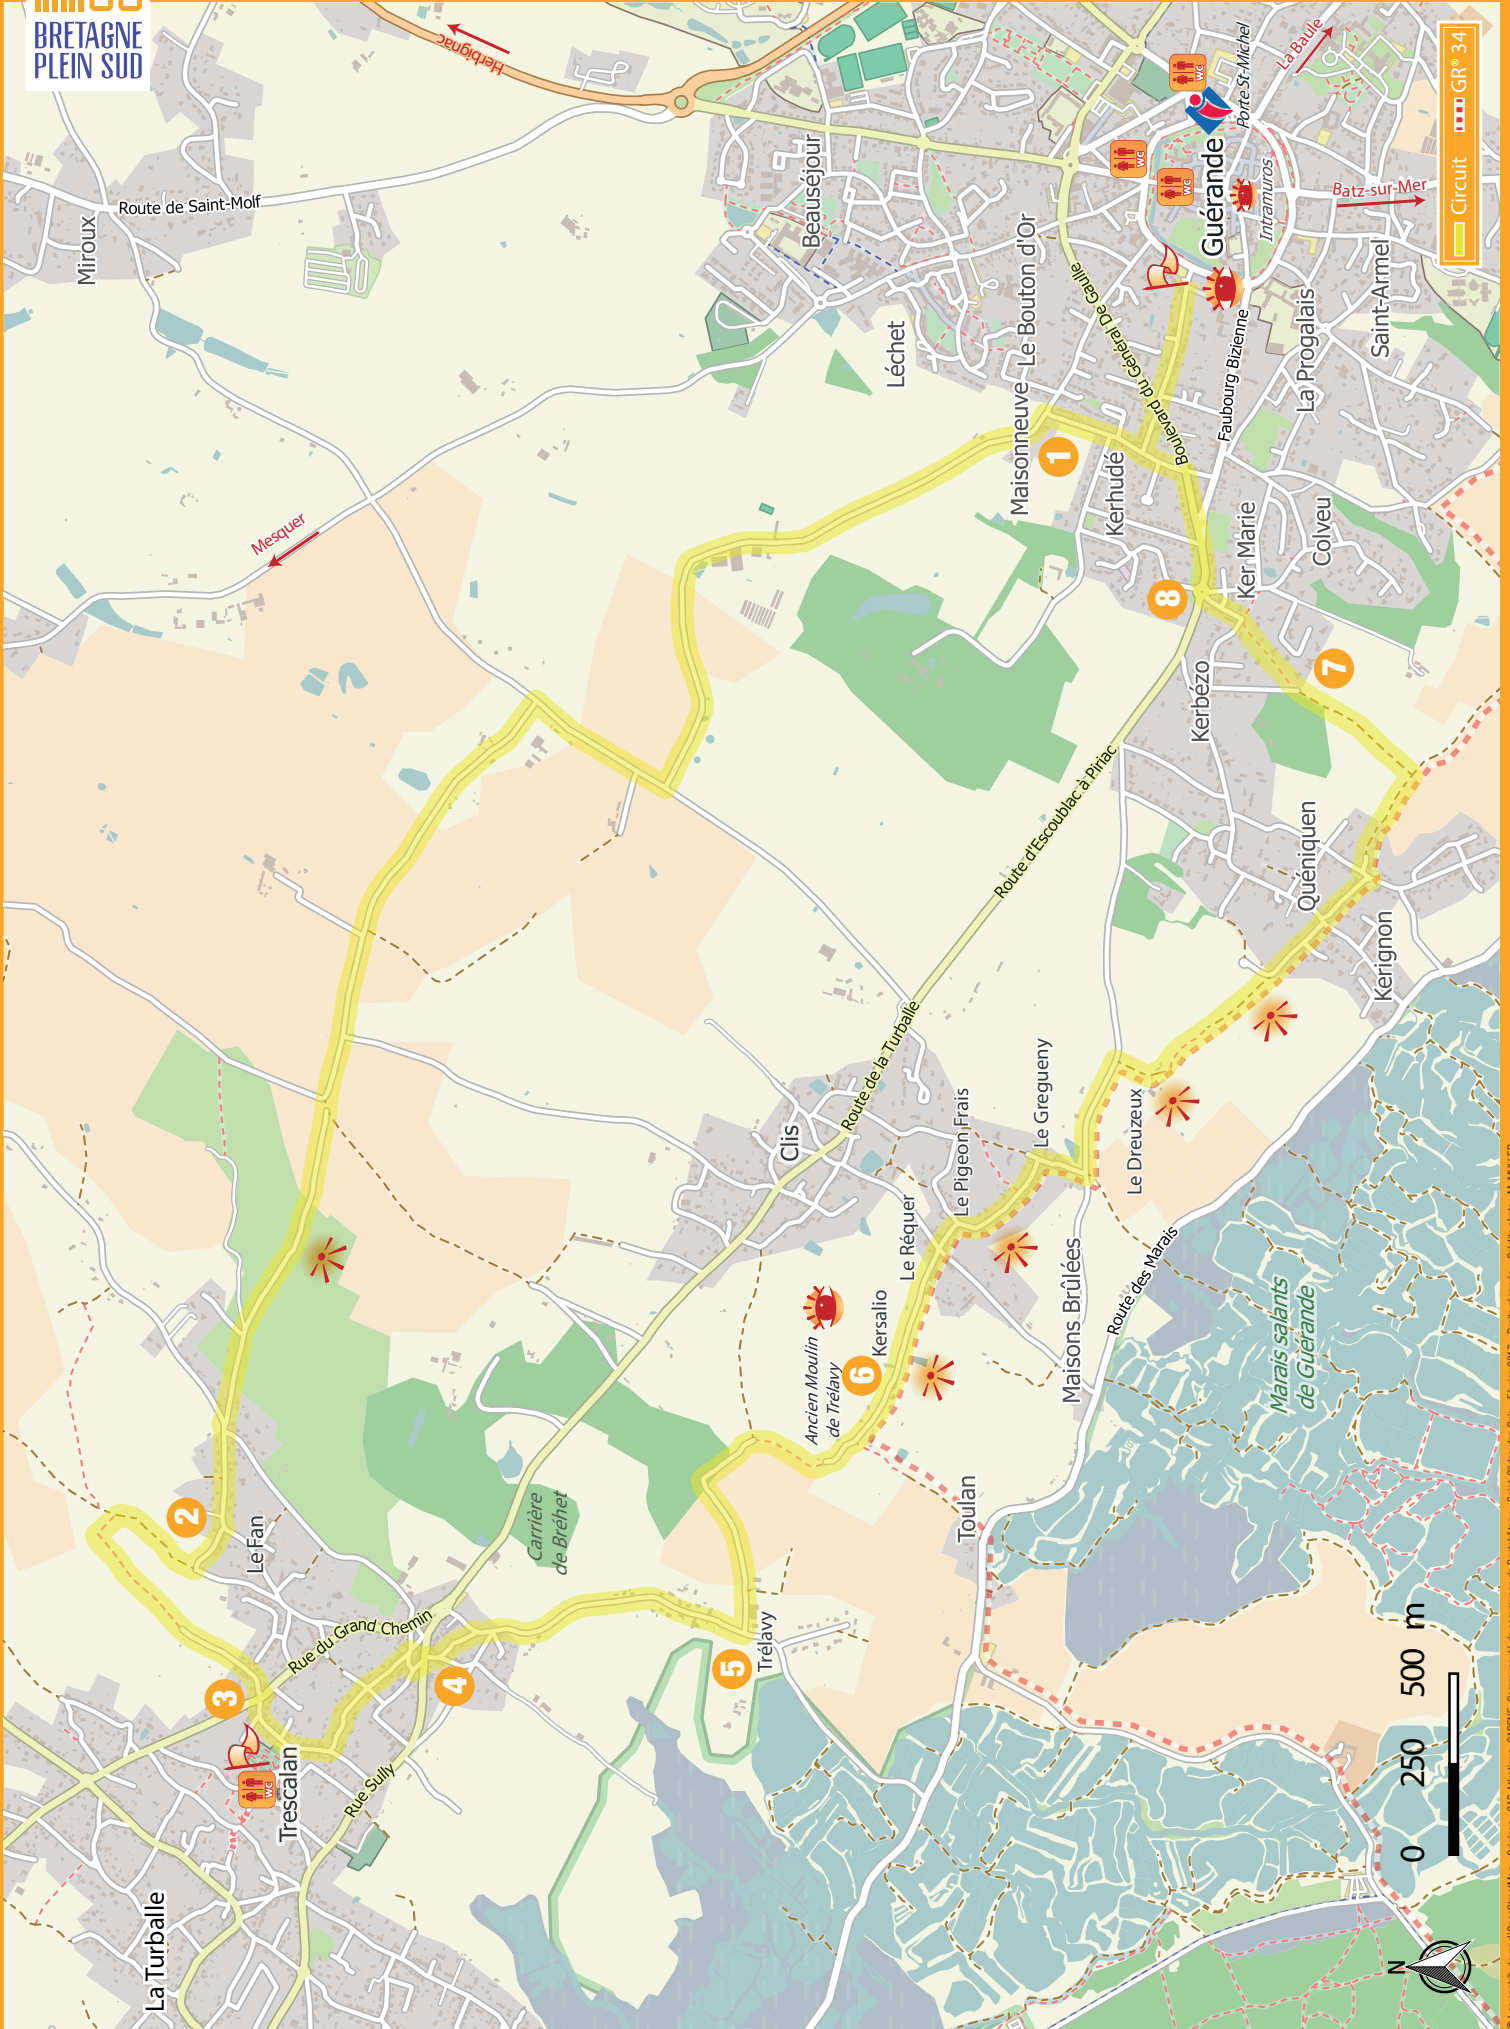 BRETAGNE
PLEIN SUD
Herbignac
La Baule
Circuit
GR® 34
Porte St-Michel
WC
WC
WC
Guérande
Intramuros
Batz-sur-Mer
Route de Saint-Molf
Miroux
Beauséjour
Léchet
Le Bouton d'Or
Boulevard du Général De Gaulle
Faubourg Bizienne
La Progalais
Saint-Armel
Maisonneuve
1
Kerhudé
Ker Marie
Colveu
Mesquer
8
7
Kerbézo
Route d'Escoublac à Piriac
Quéniquen
Kerignon
Route de la Turballe
Clis
Le Pigeon Frais
Le Gregueny
Le Dreuzeux
Le Réquer
Kersalio
Maisons Brûlées
Route des Marais
Marais salants
de Guérande
Ancien Moulin
de Trélavy
6
Toulan
Carrière
de Bréhet
2
Le Fan
Rue du Grand Chemin
3
4
5
Trélavy
WC
Trescalan
Rue Sully
La Turballe
0
250
500 m
N